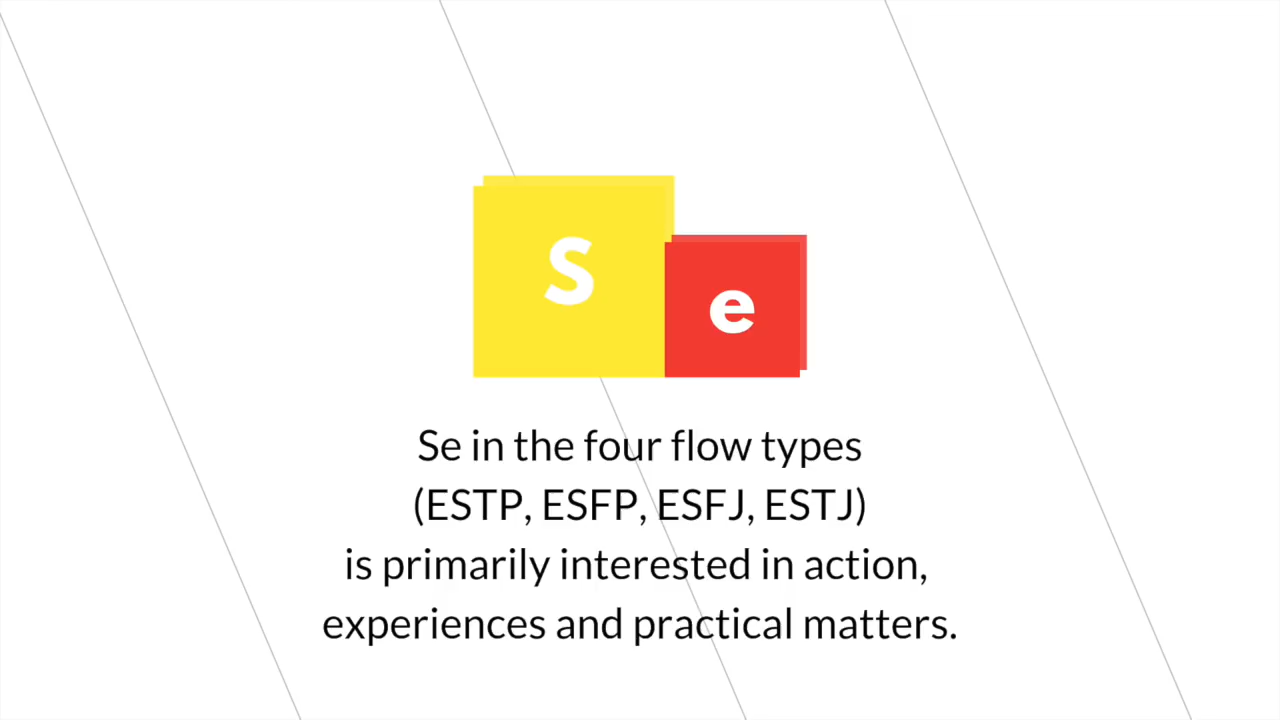 Se
Se in the four flow types
(ESTP, ESFP, ESFJ, ESTJ)
is primarily interested in action,
experiences and practical matters.